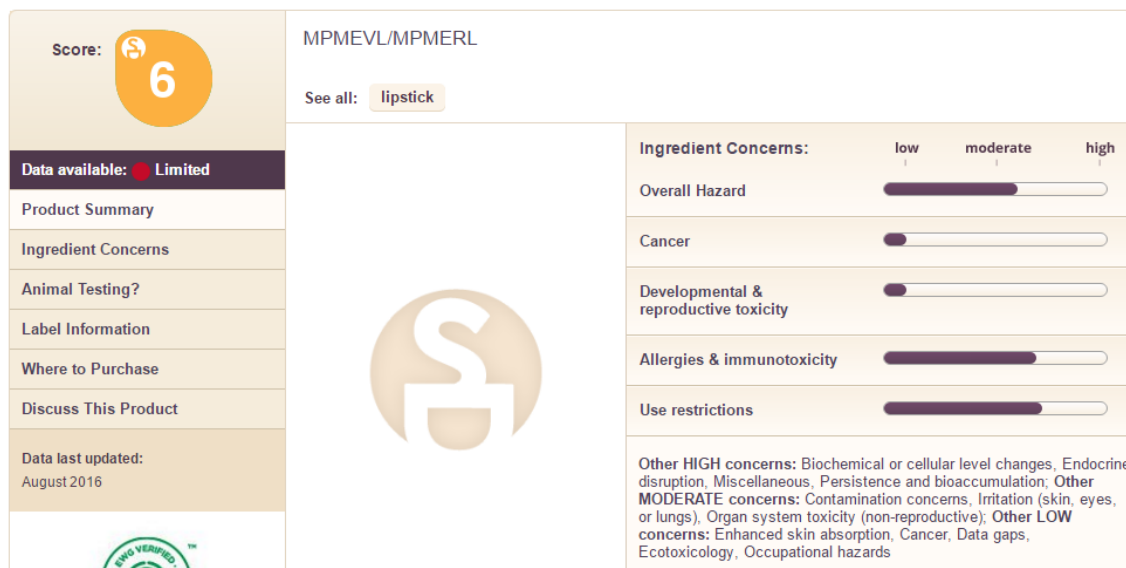 Score:
6
MPMEVL/MPMERL
See all: lipstick
Data available: Limited
Product Summary
Ingredient Concerns
Animal Testing?
Label Information
Where to Purchase
Discuss This Product
Data last updated:
August 2016
EWG VERIFIED ™
Ingredient Concerns: low moderate high
Overall Hazard
Cancer
Developmental &
reproductive toxicity
Allergies & immunotoxicity
Use restrictions
Other HIGH concerns: Biochemical or cellular level changes, Endocrine
disruption, Miscellaneous, Persistence and bioaccumulation; Other
MODERATE concerns: Contamination concerns, Irritation (skin, eyes,
or lungs), Organ system toxicity (non-reproductive); Other LOW
concerns: Enhanced skin absorption, Cancer, Data gaps,
Ecotoxicology, Occupational hazards